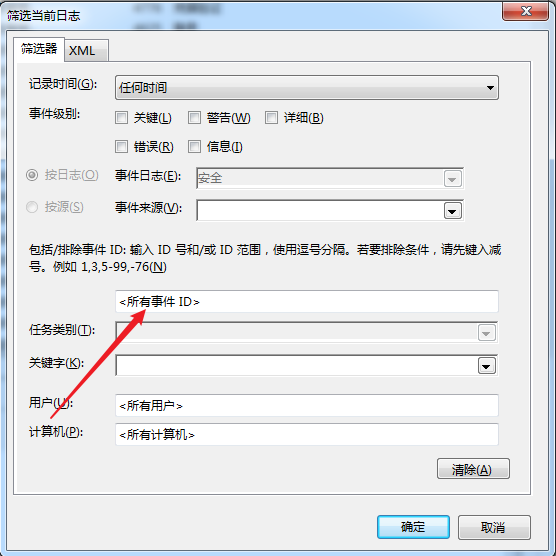 筛选当前日志
筛选器 XML
记录时间(G): 任何时间
事件级别: 关键(L) 警告(W) 详细(B)
错误(R) 信息(I)
按日志(O) 事件日志(E): 安全
按源(S) 事件来源(V):
包括/排除事件 ID: 输入 ID 号和/或 ID 范围，使用逗号分隔。若要排除条件，请先键入减
号。例如 1,3,5-99,-76(N)
<所有事件 ID>
任务类别(T):
关键字(K):
用户(U): <所有用户>
计算机(P): <所有计算机>
清除(A)
确定 取消